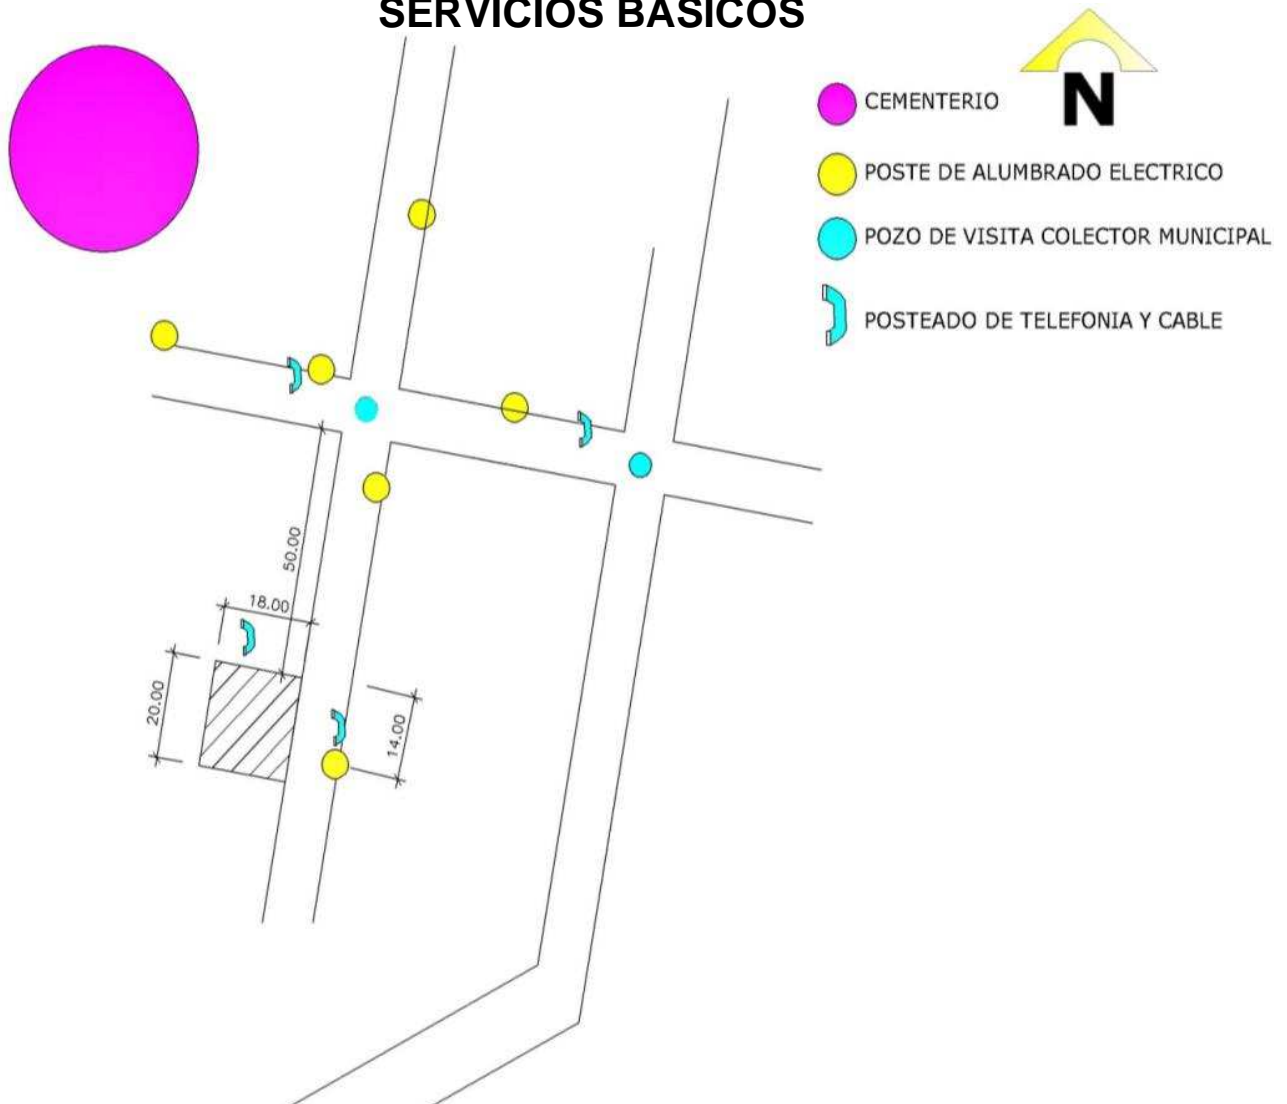 SERVICIOS BASICOS
N
CEMENTERIO
POSTE DE ALUMBRADO ELECTRICO
POZO DE VISITA COLECTOR MUNICIPAL
POSTEADO DE TELEFONIA Y CABLE
50.00
18.00
20.00
14.00